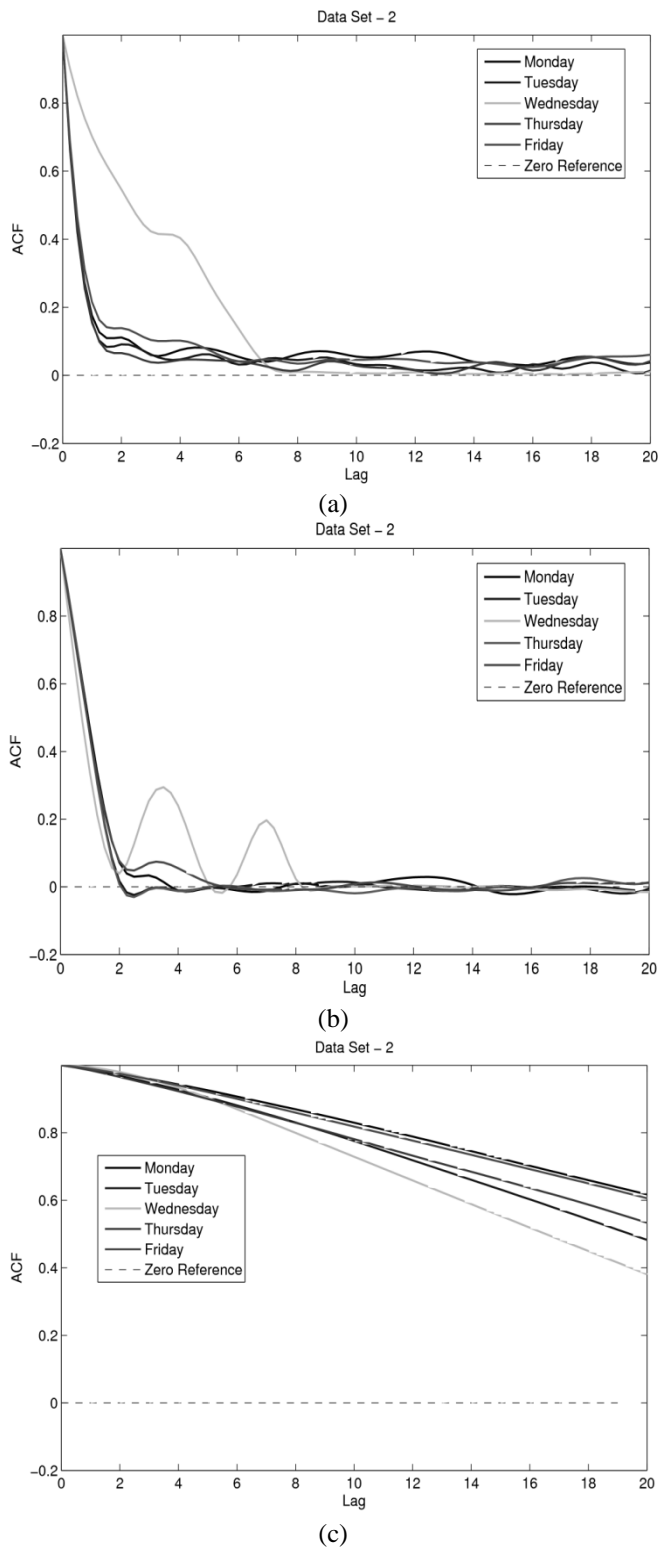 Data Set – 2
1
0.8
0.6
0.4
0.2
0
−0.2
ACF
Monday
Tuesday
Wednesday
Thursday
Friday
Zero Reference
0 2 4 6 8 10 12 14 16 18 20
Lag
(a)
Data Set – 2
0.8
0.6
0.4
0.2
0
−0.2
ACF
Monday
Tuesday
Wednesday
Thursday
Friday
Zero Reference
0 2 4 6 8 10 12 14 16 18 20
Lag
(b)
Data Set – 2
0.8
0.6
0.4
0.2
0
−0.2
ACF
Monday
Tuesday
Wednesday
Thursday
Friday
Zero Reference
0 2 4 6 8 10 12 14 16 18 20
Lag
(c)